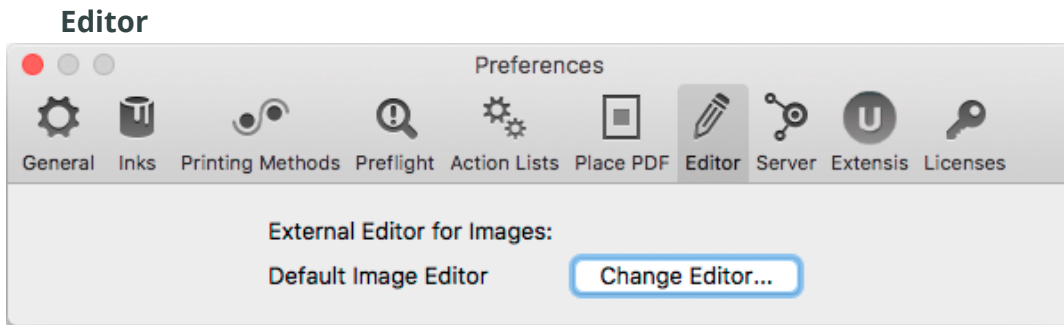 Editor
Preferences
General Inks Printing Methods Preflight Action Lists Place PDF Editor Server Extensis Licenses
External Editor for Images:
Default Image Editor Change Editor...